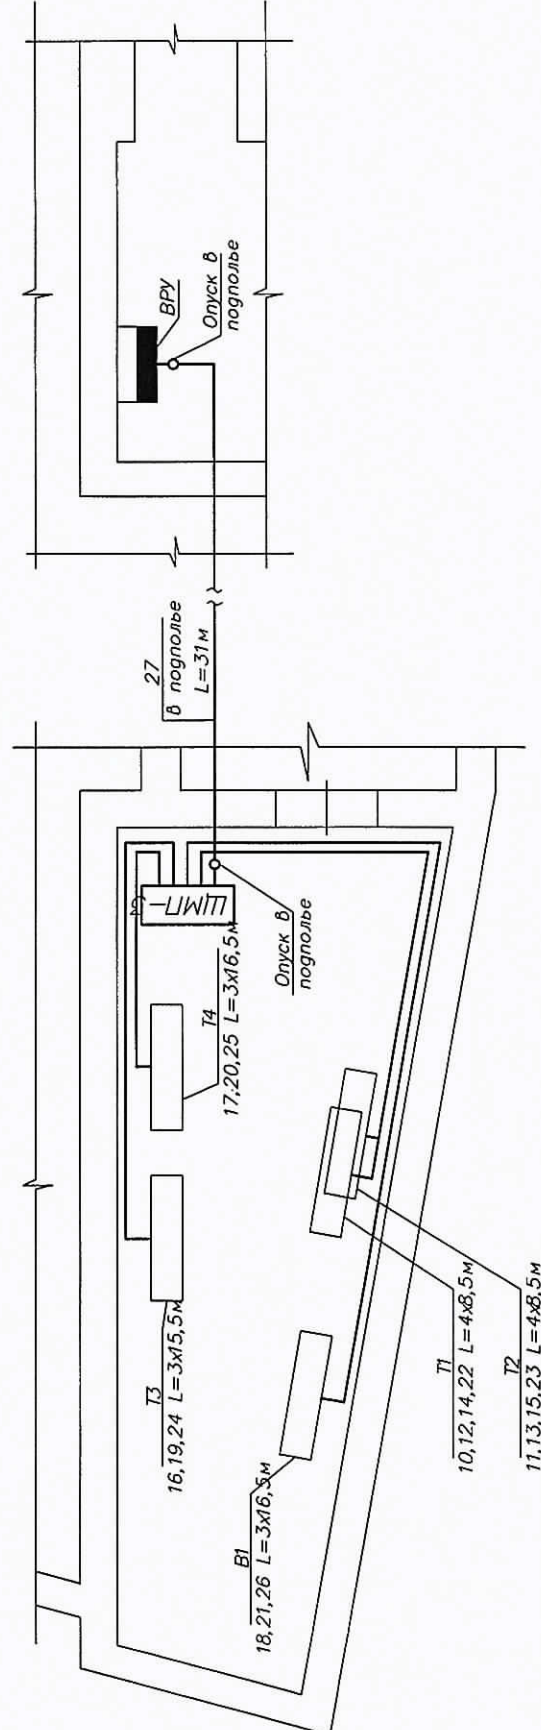 ВРУ
Опуск в
подполье
27
в подполье
L=31м
ЩМП-3
Опуск в
подполье
Т4
17,20,25 L=3х16,5м
Т3
16,19,24 L=3х15,5м
В1
18,21,26 L=3х16,5м
Т1
10,12,14,22 L=4х8,5м
Т2
11,13,15,23 L=4х8,5м